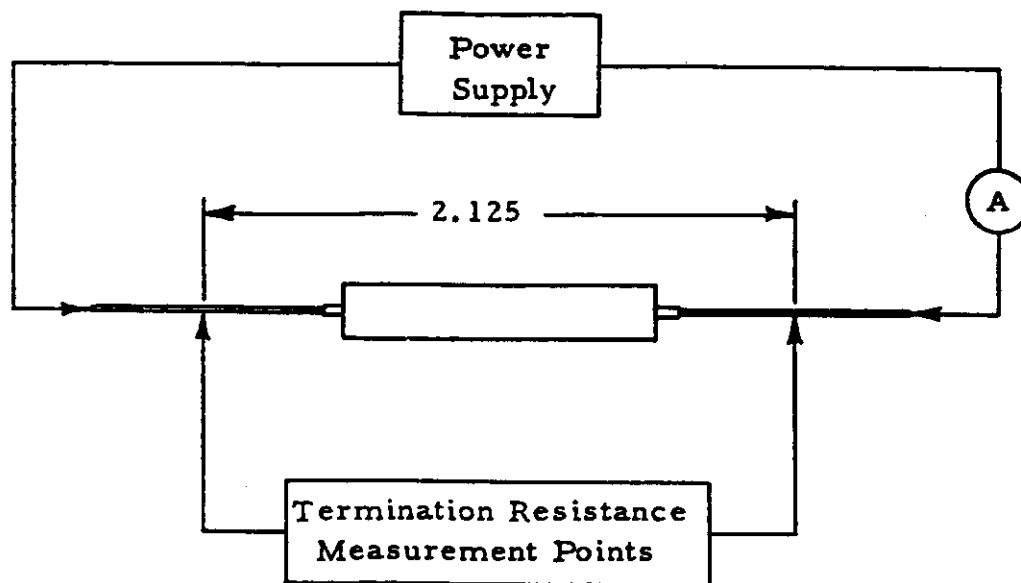 Power
Supply
2.125
A
Termination Resistance
Measurement Points